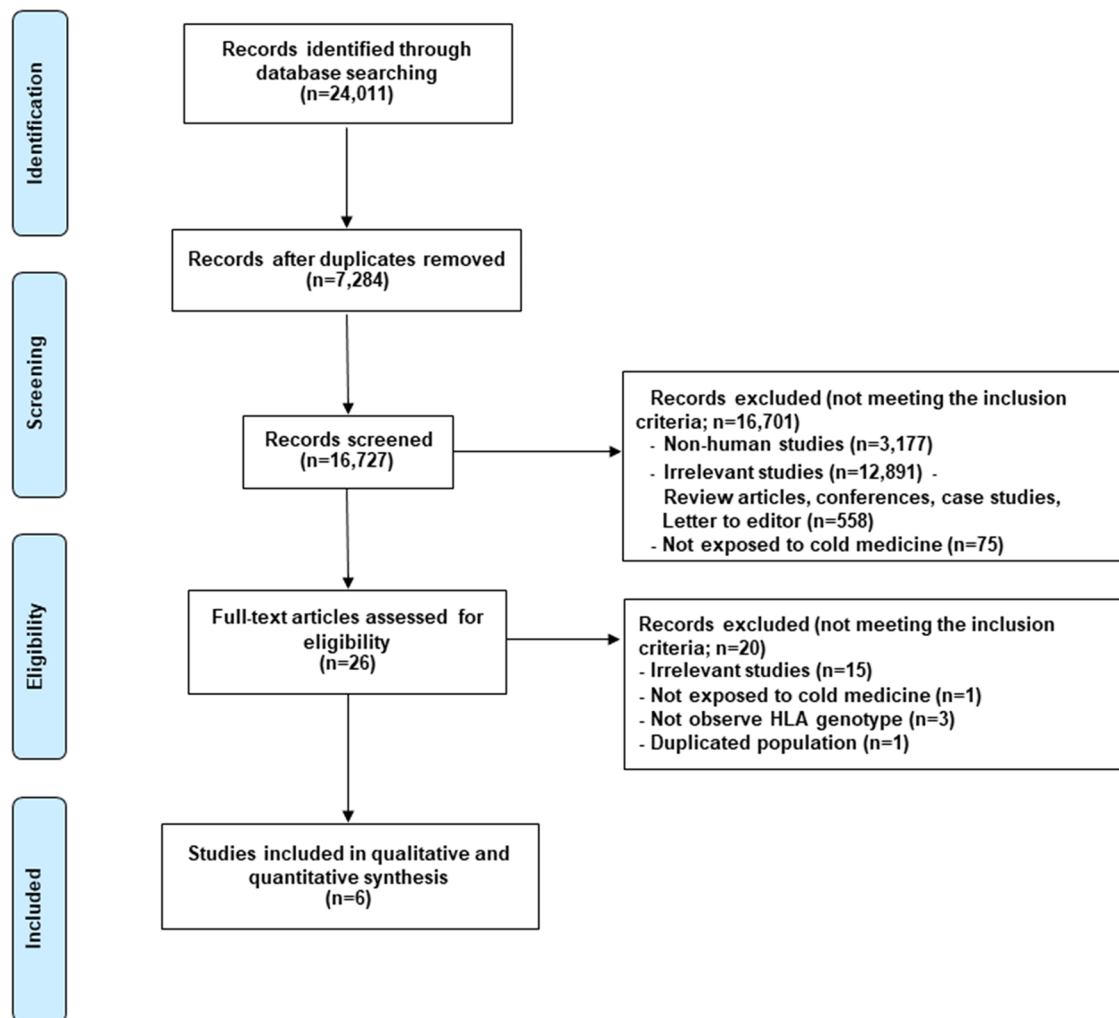 Identification
Records identified through
database searching
(n=24,011)
Records after duplicates removed
(n=7,284)
Screening
Records screened
(n=16,727)
Records excluded (not meeting the inclusion
criteria; n=16,701)
- Non-human studies (n=3,177)
- Irrelevant studies (n=12,891) -
Review articles, conferences, case studies,
Letter to editor (n=558)
- Not exposed to cold medicine (n=75)
Eligibility
Full-text articles assessed for
eligibility
(n=26)
Records excluded (not meeting the inclusion
criteria; n=20)
- Irrelevant studies (n=15)
- Not exposed to cold medicine (n=1)
- Not observe HLA genotype (n=3)
- Duplicated population (n=1)
Included
Studies included in qualitative and
quantitative synthesis
(n=6)